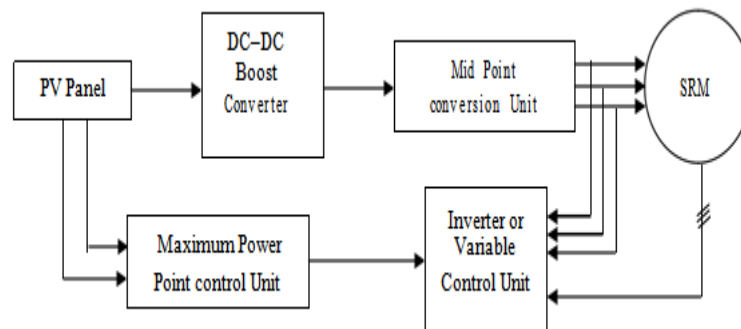 DC–DC
Boost
Converter
PV Panel
Mid Point
conversion Unit
SRM
Maximum Power
Point control Unit
Inverter or
Variable
Control Unit